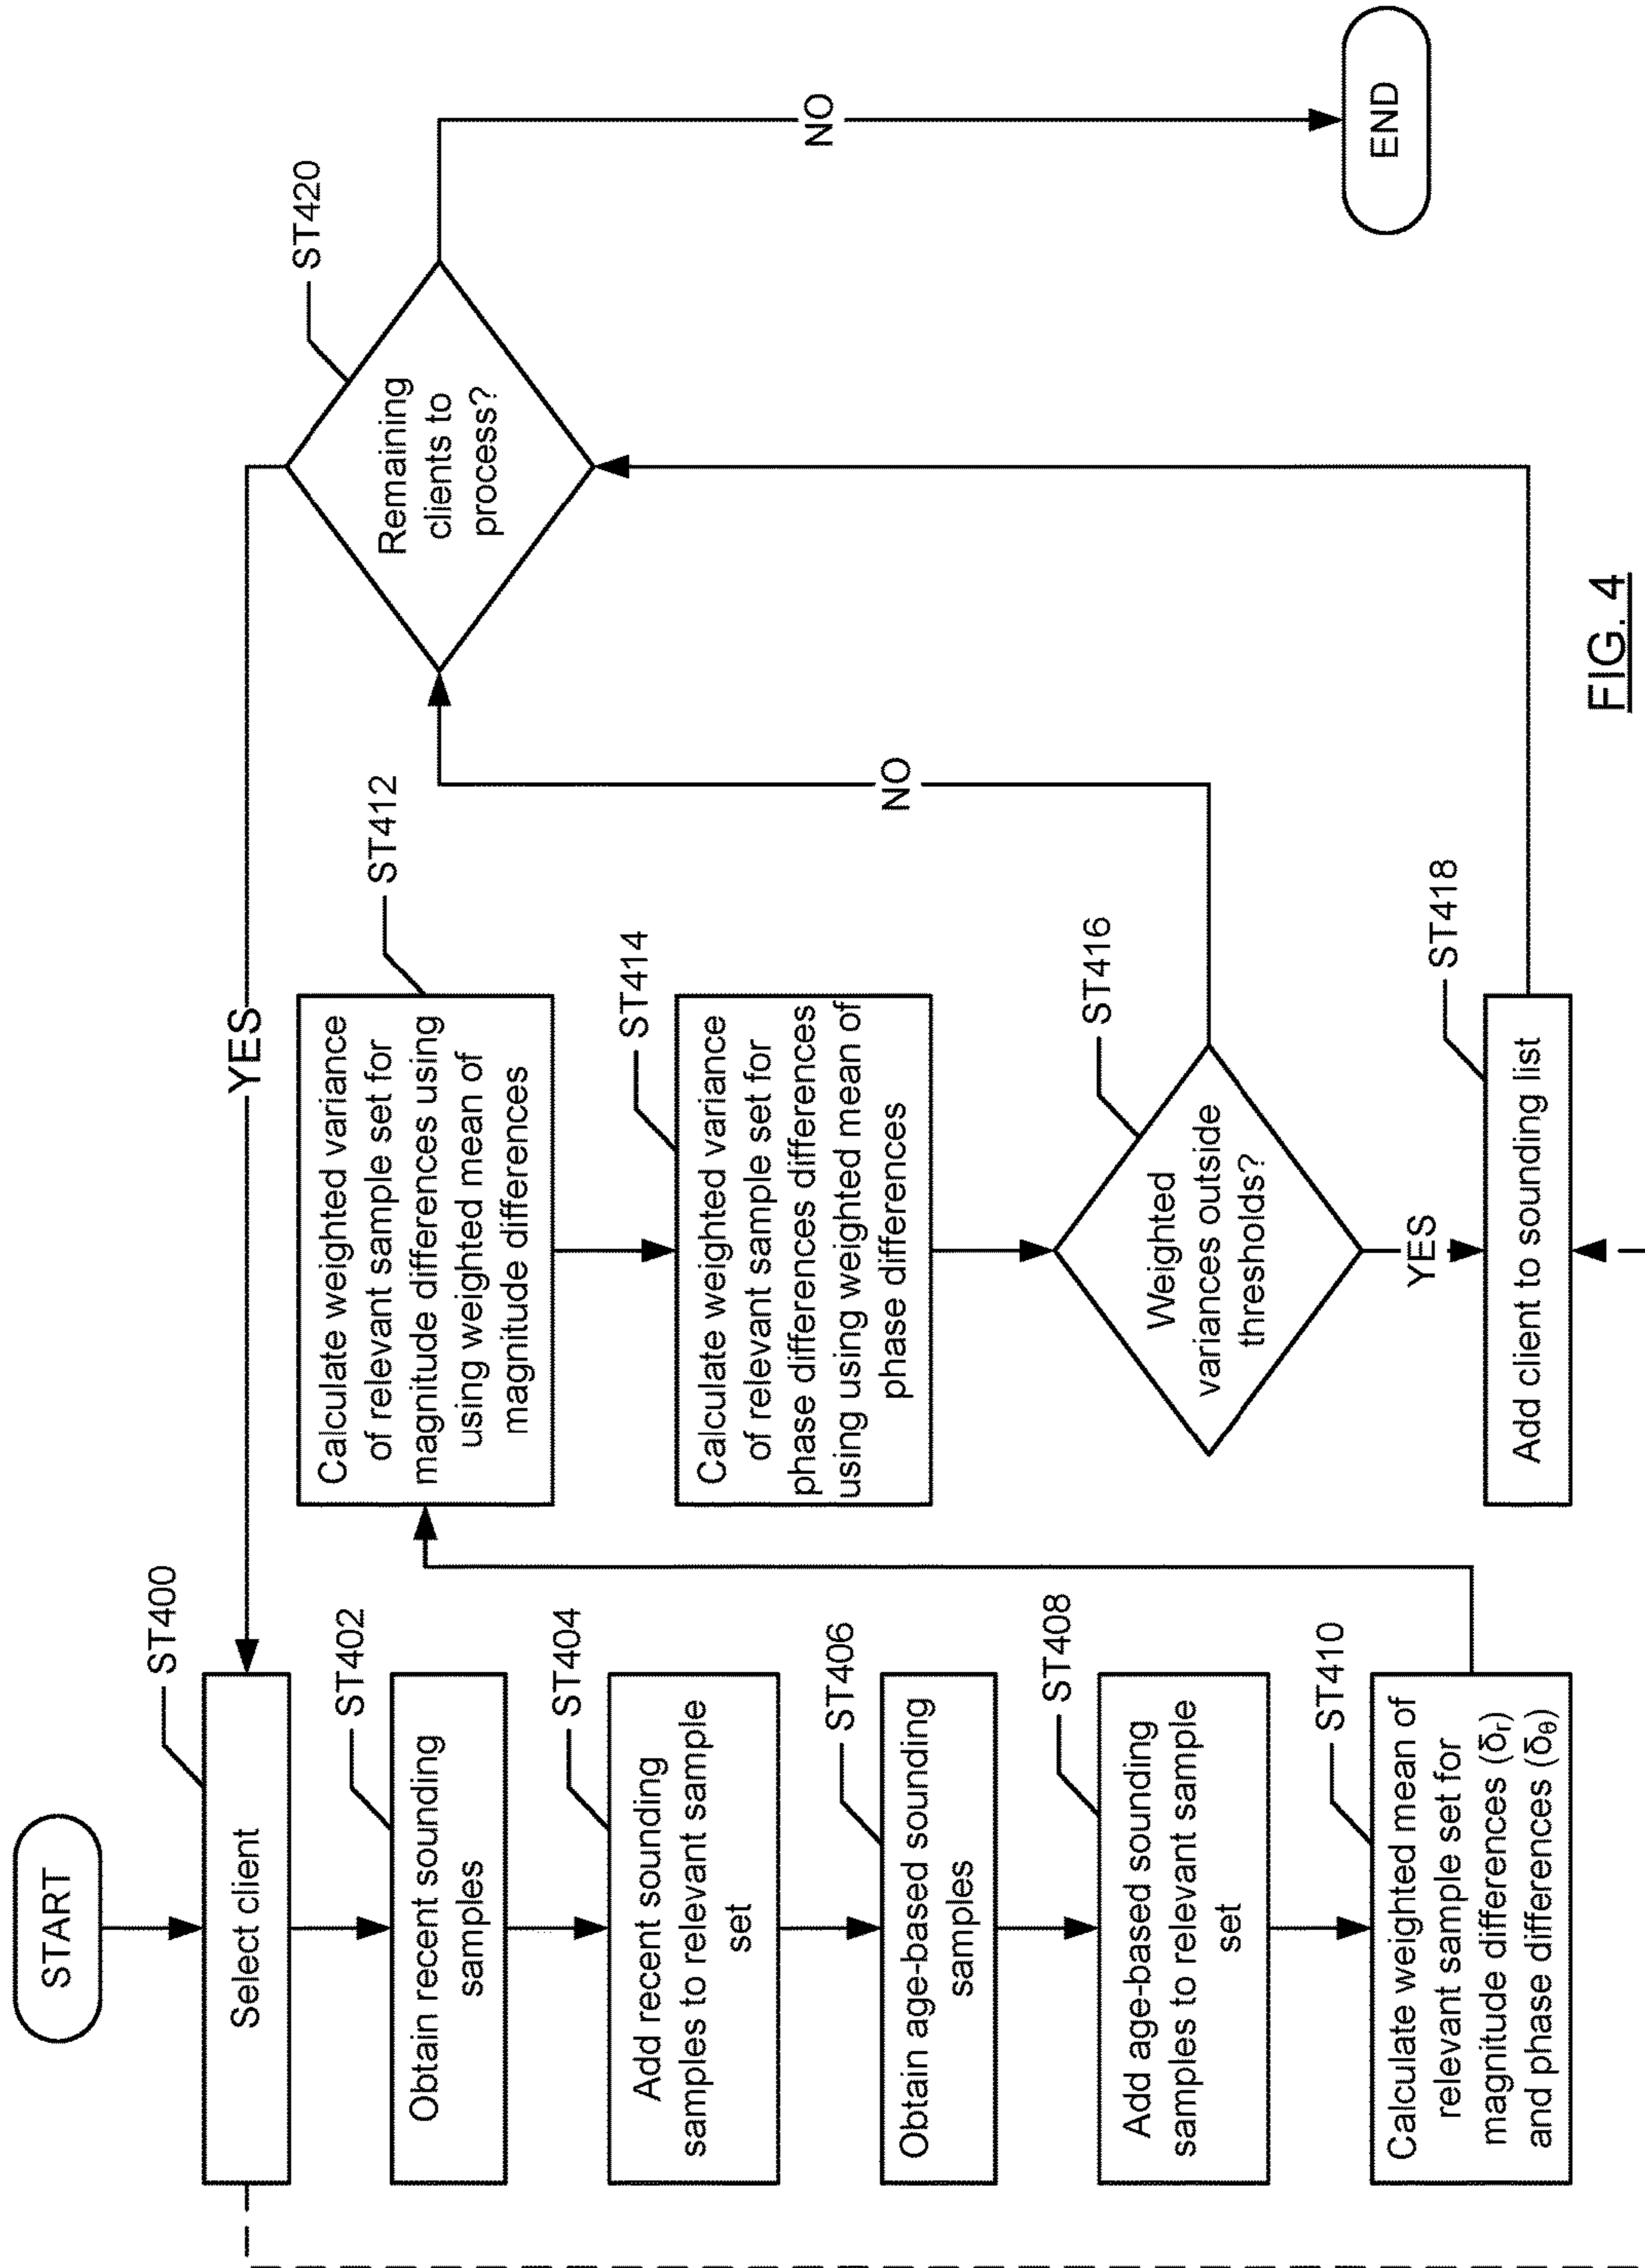 START
ST400
Select client
ST402
Obtain recent sounding
samples
ST404
Add recent sounding
samples to relevant sample
set
ST406
Obtain age-based sounding
samples
ST408
Add age-based sounding
samples to relevant sample
set
ST410
Calculate weighted mean of
relevant sample set for
magnitude differences (δr)
and phase differences (δθ)
YES
ST412
Calculate weighted variance
of relevant sample set for
magnitude differences using
using weighted mean of
magnitude differences
ST414
Calculate weighted variance
of relevant sample set for
phase differences differences
using using weighted mean of
phase differences
ST416
Weighted
variances outside
thresholds?
NO
YES
ST418
Add client to sounding list
ST420
Remaining
clients to
process?
NO
END
FIG. 4